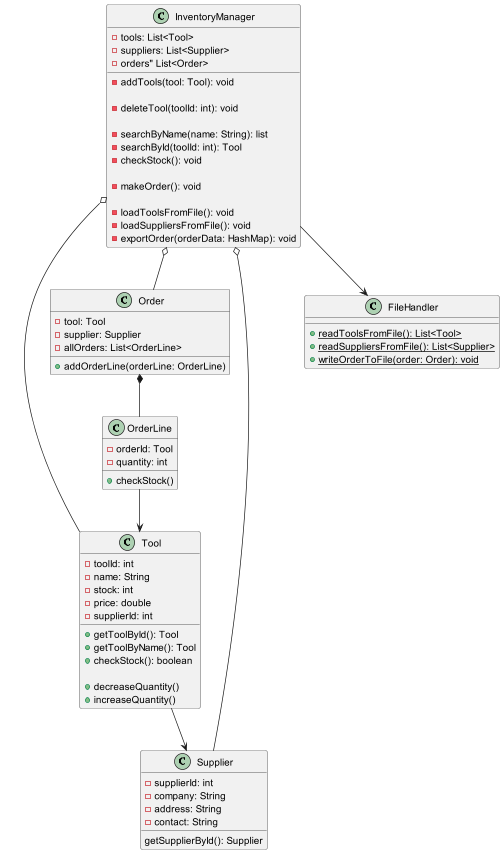 C InventoryManager
tools: List<Tool>
suppliers: List<Supplier>
orders" List<Order>
addTools(tool: Tool): void
deleteTool(toolId: int): void
searchByName(name: String): list
searchById(toolId: int): Tool
checkStock(): void
makeOrder(): void
loadToolsFromFile(): void
loadSuppliersFromFile(): void
exportOrder(orderData: HashMap): void
C Order
tool: Tool
supplier: Supplier
allOrders: List<OrderLine>
addOrderLine(orderLine: OrderLine)
C FileHandler
readToolsFromFile(): List<Tool>
readSuppliersFromFile(): List<Supplier>
writeOrderToFile(order: Order): void
C OrderLine
orderId: Tool
quantity: int
checkStock()
C Tool
toolId: int
name: String
stock: int
price: double
supplierId: int
getToolById(): Tool
getToolByName(): Tool
checkStock(): boolean
decreaseQuantity()
increaseQuantity()
C Supplier
supplierId: int
company: String
address: String
contact: String
getSupplierById(): Supplier